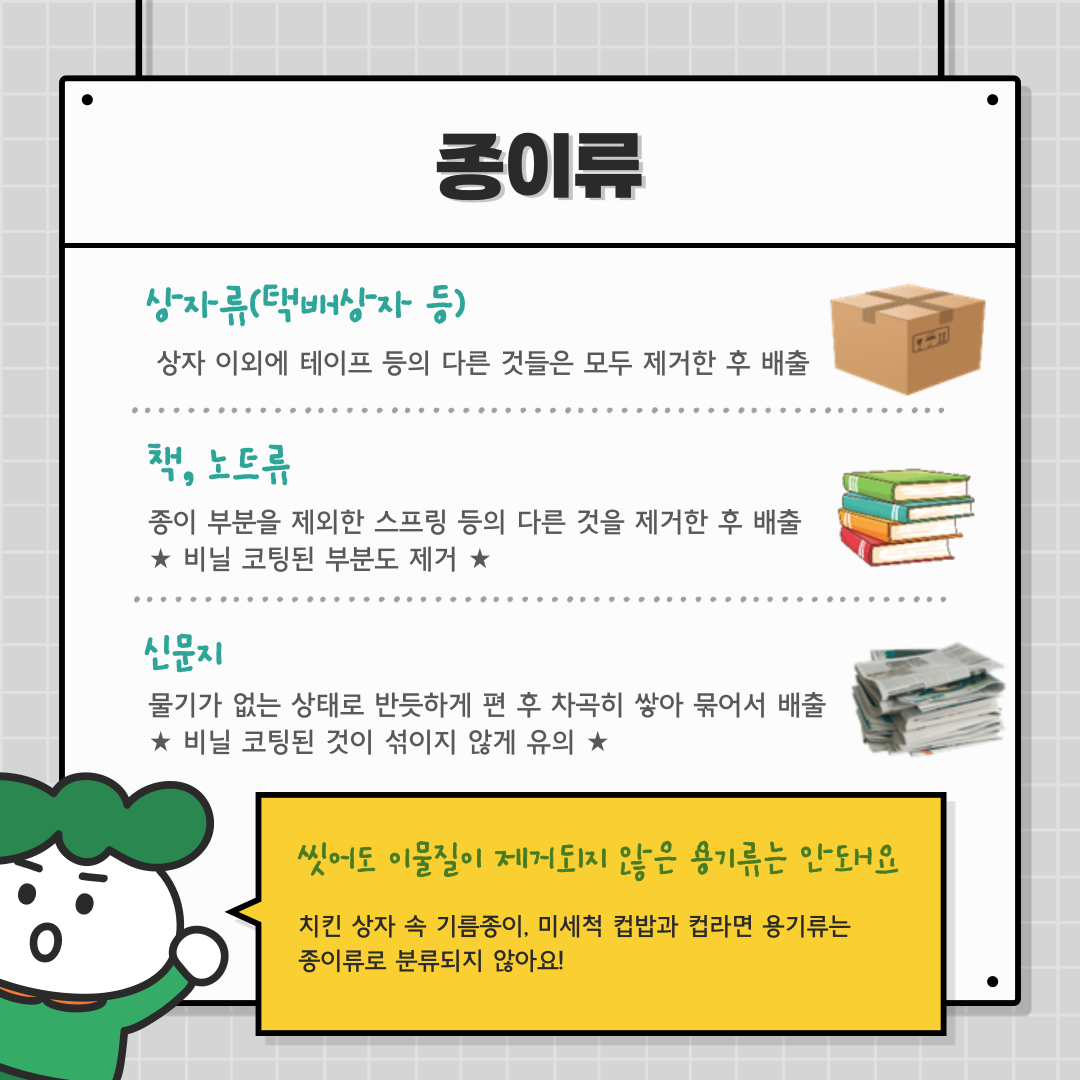 종이류
상자류(택배상자 등)
상자 이외에 테이프 등의 다른 것들은 모두 제거한 후 배출
책, 노트류
종이 부분을 제외한 스프링 등의 다른 것을 제거한 후 배출
★ 비닐 코팅된 부분도 제거 ★
신문지
물기가 없는 상태로 반듯하게 편 후 차곡히 쌓아 묶어서 배출
★ 비닐 코팅된 것이 섞이지 않게 유의 ★
씻어도 이물질이 제거되지 않은 용기류는 안돼요
치킨 상자 속 기름종이, 미세척 컵밥과 컵라면 용기류는
종이류로 분류되지 않아요!